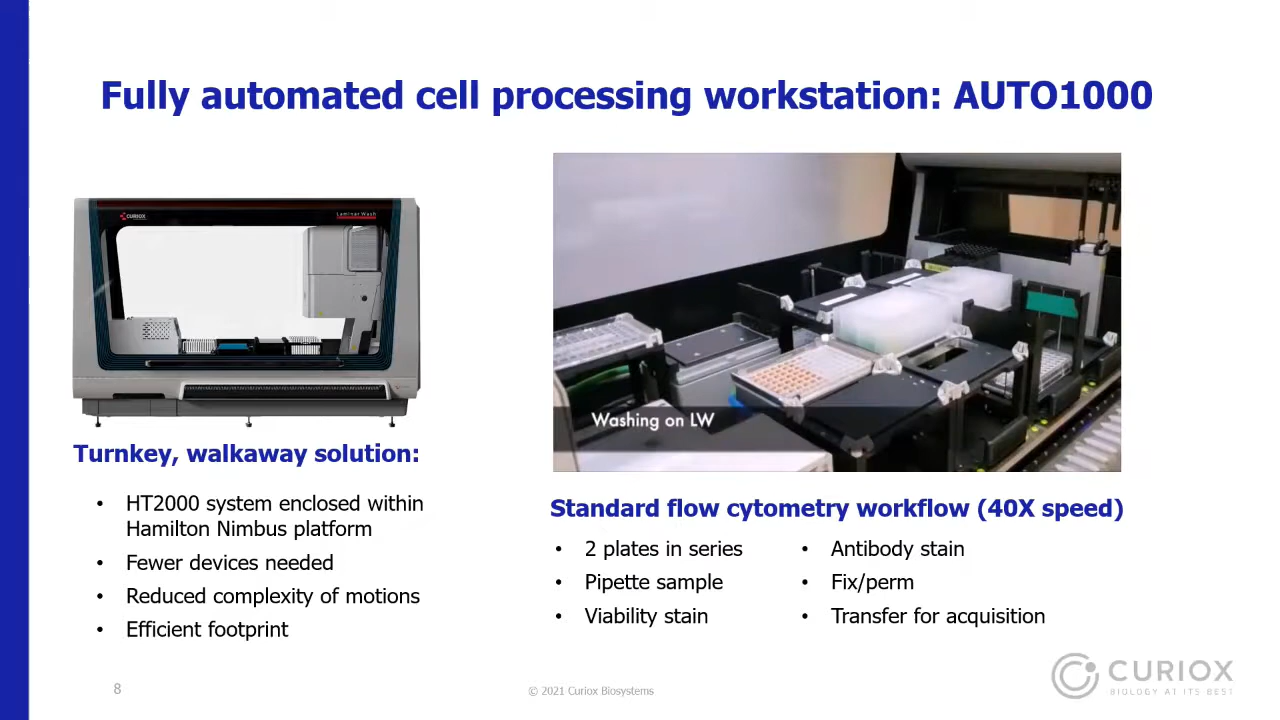 Fully automated cell processing workstation: AUTO1000
CURIOX
Laminar Wash
Washing on LW
Turnkey, walkaway solution:
• HT2000 system enclosed within
Hamilton Nimbus platform
• Fewer devices needed
• Reduced complexity of motions
• Efficient footprint
Standard flow cytometry workflow (40X speed)
• 2 plates in series
• Pipette sample
• Viability stain
• Antibody stain
• Fix/perm
• Transfer for acquisition
8
© 2021 Curiox Biosystems
CURIOX
BIOLOGY AT ITS BEST